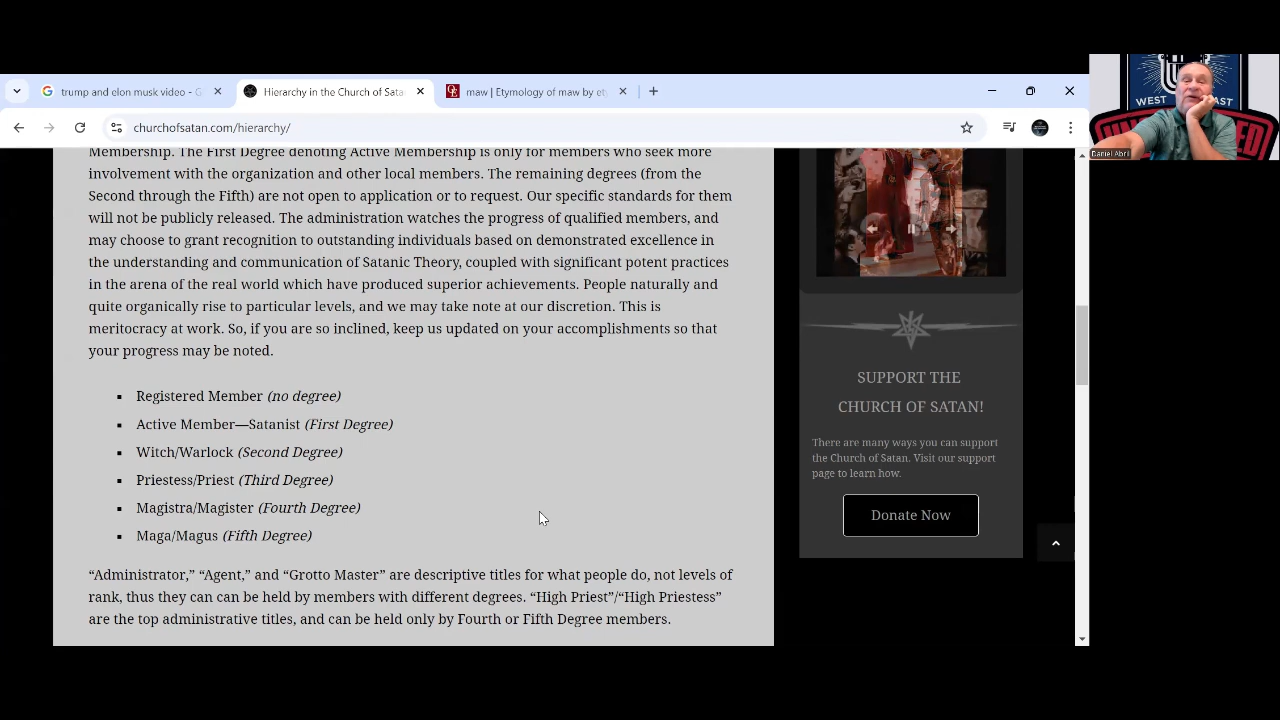 trump and elon musk video - G
Hierarchy in the Church of Sata
maw | Etymology of maw by et
churchofsatan.com/hierarchy/
WEST
AST
Daniel Abril
Membership. The First Degree denoting Active Membership is only for members who seek more
involvement with the organization and other local members. The remaining degrees (from the
Second through the Fifth) are not open to application or to request. Our specific standards for them
will not be publicly released. The administration watches the progress of qualified members, and
may choose to grant recognition to outstanding individuals based on demonstrated excellence in
the understanding and communication of Satanic Theory, coupled with significant potent practices
in the arena of the real world which have produced superior achievements. People naturally and
quite organically rise to particular levels, and we may take note at our discretion. This is
meritocracy at work. So, if you are so inclined, keep us updated on your accomplishments so that
your progress may be noted.
Registered Member (no degree)
Active Member—Satanist (First Degree)
Witch/Warlock (Second Degree)
Priestess/Priest (Third Degree)
Magistra/Magister (Fourth Degree)
Maga/Magus (Fifth Degree)
“Administrator,” “Agent,” and “Grotto Master” are descriptive titles for what people do, not levels of
rank, thus they can can be held by members with different degrees. “High Priest”/“High Priestess”
are the top administrative titles, and can be held only by Fourth or Fifth Degree members.
SUPPORT THE
CHURCH OF SATAN!
There are many ways you can support
the Church of Satan. Visit our support
page to learn how.
Donate Now